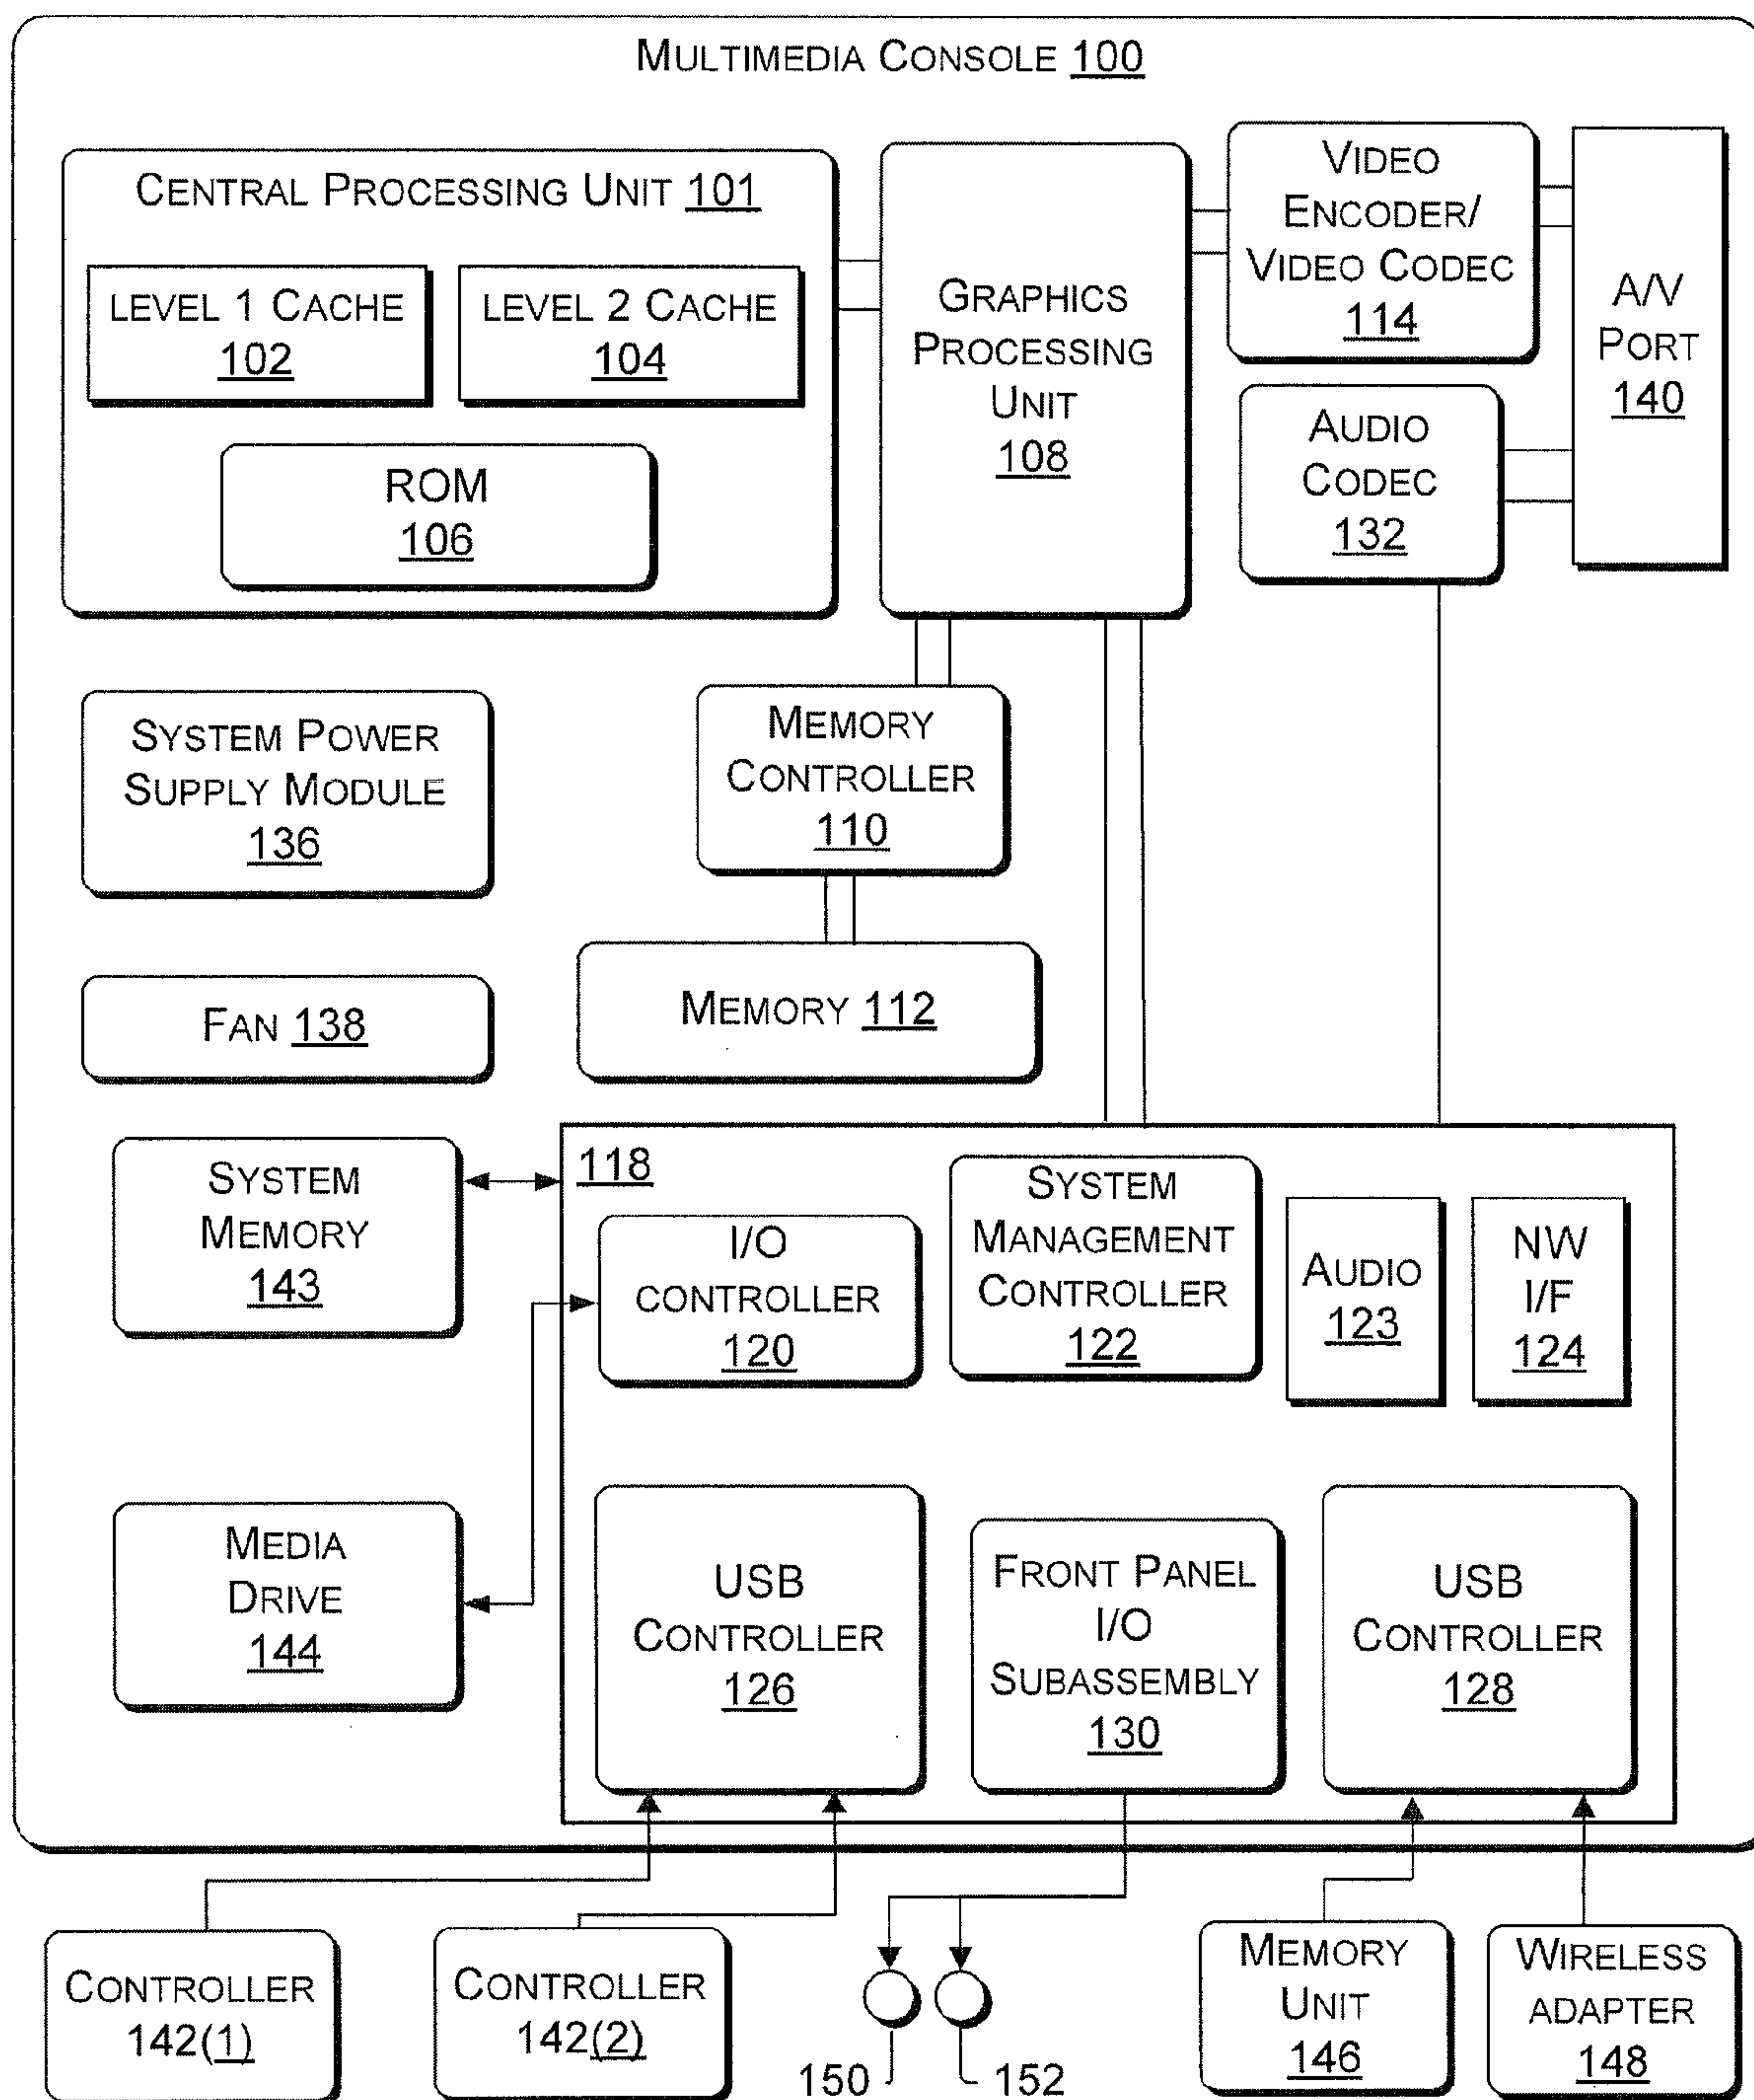 MULTIMEDIA CONSOLE 100
CENTRAL PROCESSING UNIT 101
LEVEL 1 CACHE
102
LEVEL 2 CACHE
104
ROM
106
GRAPHICS
PROCESSING
UNIT
108
VIDEO
ENCODER/
VIDEO CODEC
114
AUDIO
CODEC
132
A/V
PORT
140
SYSTEM POWER
SUPPLY MODULE
136
MEMORY
CONTROLLER
110
FAN 138
MEMORY 112
SYSTEM
MEMORY
143
118
I/O
CONTROLLER
120
SYSTEM
MANAGEMENT
CONTROLLER
122
AUDIO
123
NW
I/F
124
MEDIA
DRIVE
144
USB
CONTROLLER
126
FRONT PANEL
I/O
SUBASSEMBLY
130
USB
CONTROLLER
128
CONTROLLER
142(1)
CONTROLLER
142(2)
150
152
MEMORY
UNIT
146
WIRELESS
ADAPTER
148